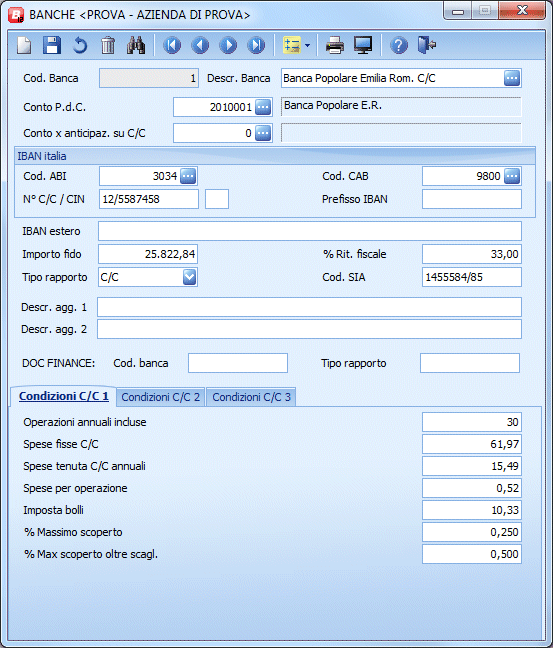 BANCHE <PROVA - AZIENDA DI PROVA>
Cod. Banca 1 Descr. Banca Banca Popolare Emilia Rom. C/C
Conto P.d.C. 2010001 Banca Popolare E.R.
Conto x anticipaz. su C/C 0
IBAN italia
Cod. ABI 3034 Cod. CAB 9800
N° C/C / CIN 12/5587458 Prefisso IBAN
IBAN estero
Importo fido 25.822,84 % Rit. fiscale 33,00
Tipo rapporto C/C Cod. SIA 1455584/85
Descr. agg. 1
Descr. agg. 2
DOC FINANCE: Cod. banca Tipo rapporto
Condizioni C/C 1 Condizioni C/C 2 Condizioni C/C 3
Operazioni annuali incluse 30
Spese fisse C/C 61,97
Spese tenuta C/C annuali 15,49
Spese per operazione 0,52
Imposta bolli 10,33
% Massimo scoperto 0,250
% Max scoperto oltre scagl. 0,500